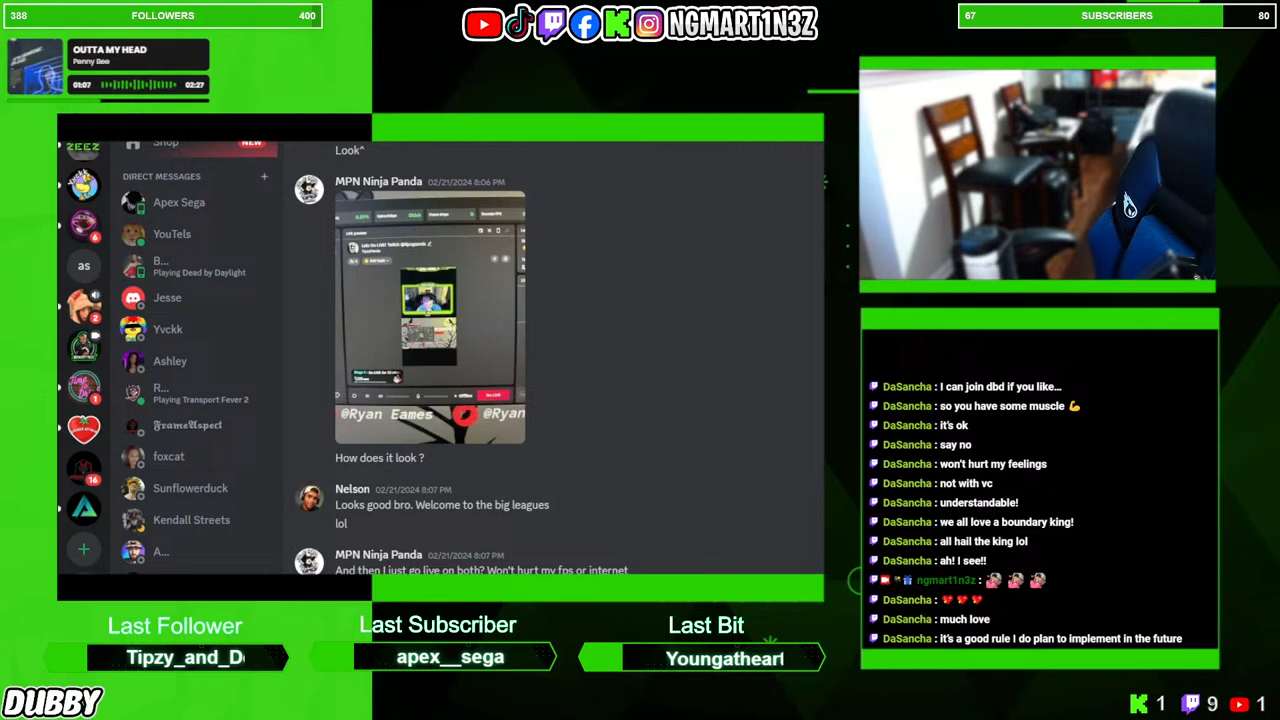 388 FOLLOWERS 400
NGMART1N3Z
67 SUBSCRIBERS 80
OUTTA MY HEAD
Penny Bee
01:07 02:27
ZEEZ
Shop NEW
DIRECT MESSAGES +
Apex Sega
YouTels
B...
Playing Dead by Daylight
Jesse
Yvckk
Ashley
R...
Playing Transport Fever 2
FrameAspect
foxcat
Sunflowerduck
Kendall Streets
A...
6
as
2
1
16
Look^
MPN Ninja Panda 02/21/2024 8:06 PM
@Ryan Eames @Ryan
How does it look ?
Nelson 02/21/2024 8:07 PM
Looks good bro. Welcome to the big leagues
lol
MPN Ninja Panda 02/21/2024 8:07 PM
And then I just go live on both? Won't hurt my fps or internet
DaSancha : I can join dbd if you like...
DaSancha : so you have some muscle 💪
DaSancha : it's ok
DaSancha : say no
DaSancha : won't hurt my feelings
DaSancha : not with vc
DaSancha : understandable!
DaSancha : we all love a boundary king!
DaSancha : all hail the king lol
DaSancha : ah! I see!!
ngmart1n3z :
DaSancha : 💖 💖 💖
DaSancha : much love
DaSancha : it's a good rule I do plan to implement in the future
Last Follower
Tipzy_and_D
Last Subscriber
apex__sega
Last Bit
Youngatheart
DUBBY
1 9 1